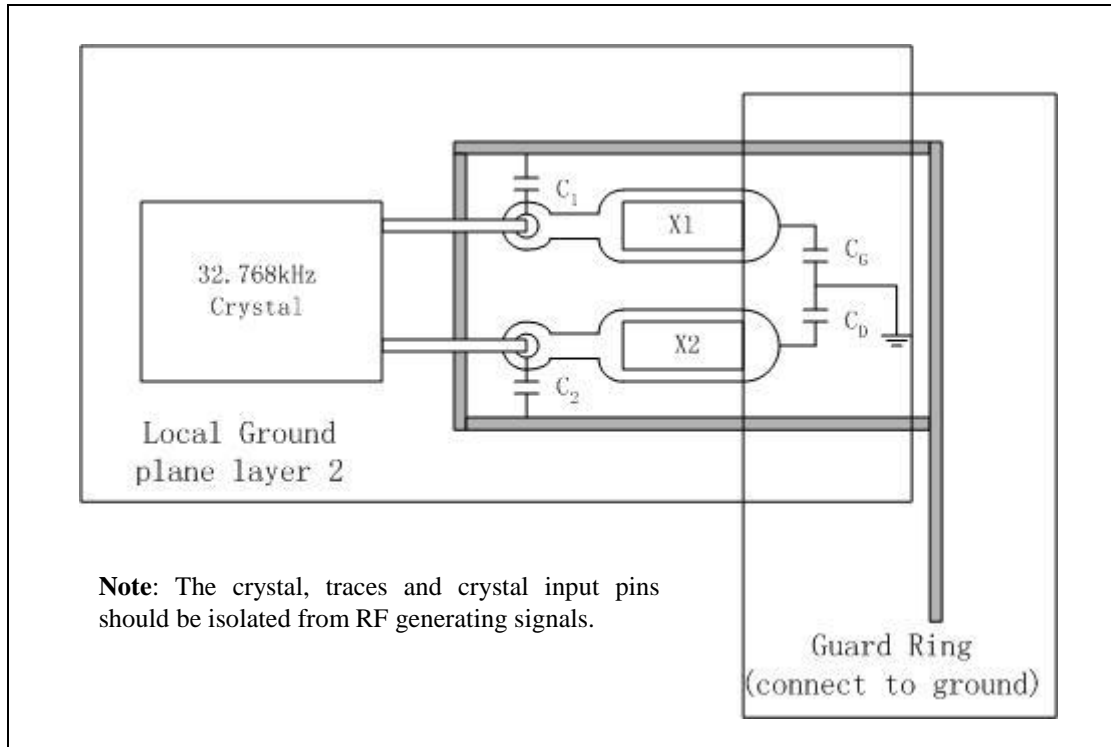 C1
X1
32.768kHz
Crystal
CG
CD
X2
C2
Local Ground
plane layer 2
Note: The crystal, traces and crystal input pins
should be isolated from RF generating signals.
Guard Ring
(connect to ground)